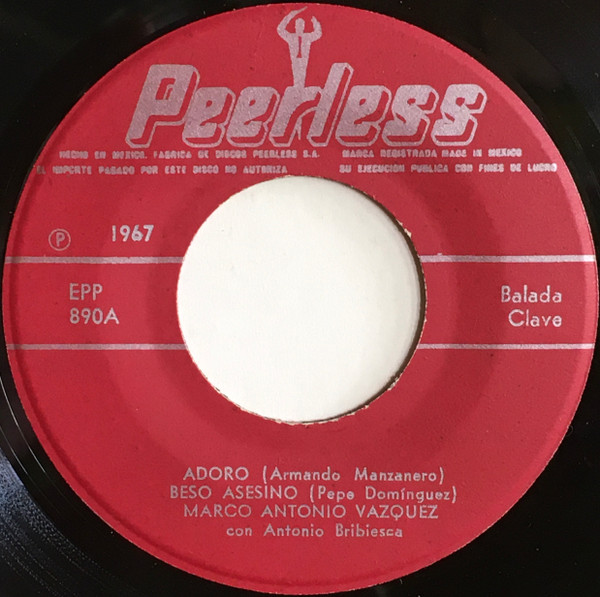 Peerless
HECHO EN MEXICO. FABRICA DE DISCOS PEERLESS S.A. MARCA REGISTRADA MADE IN MEXICO
EL IMPORTE PAGADO POR ESTE DISCO NO AUTORIZA SU EJECUCION PUBLICA CON FINES DE LUCRO
Ⓟ 1967
EPP
890A
Balada
Clave
ADORO (Armando Manzanero)
BESO ASESINO (Pepe Domínguez)
MARCO ANTONIO VAZQUEZ
con Antonio Bribiesca